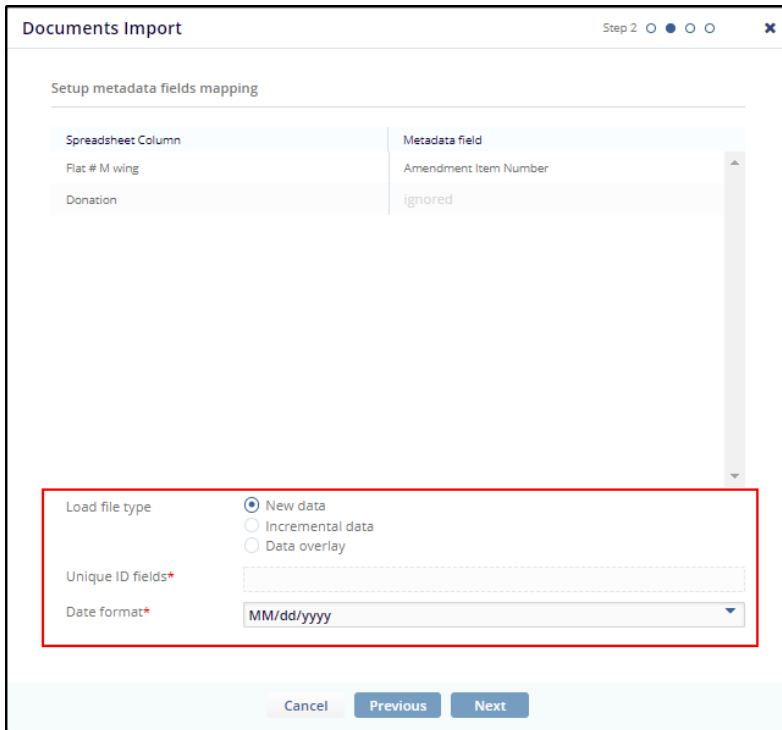 Documents Import
Step 2
Setup metadata fields mapping
Spreadsheet Column Metadata field
Flat # M wing Amendment Item Number
Donation ignored
Load file type New data
Incremental data
Data overlay
Unique ID fields*
Date format* MM/dd/yyyy
Cancel Previous Next